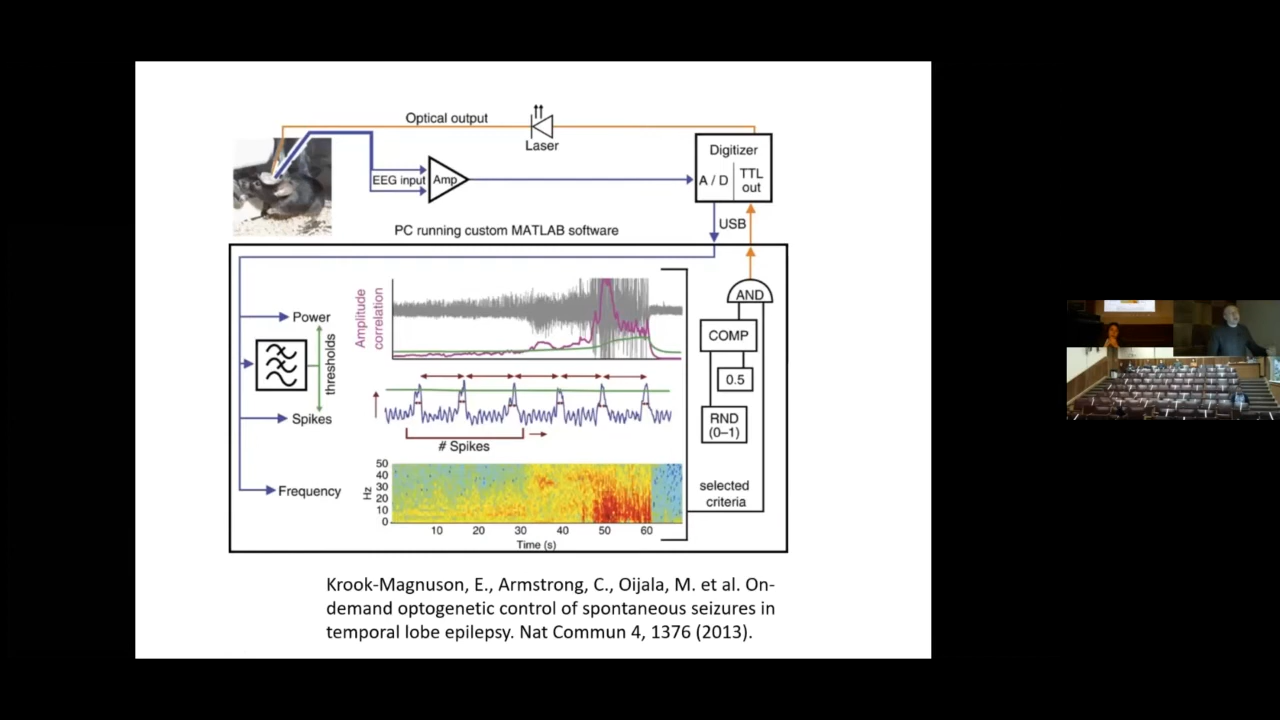 Optical output
Laser
Digitizer
A / D
TTL
out
EEG input
Amp
USB
PC running custom MATLAB software
AND
COMP
0.5
RND
(0–1)
selected
criteria
Power
thresholds
Spikes
Frequency
Amplitude
correlation
# Spikes
50
40
30
20
10
0
Hz
10 20 30 40 50 60
Time (s)
Krook-Magnuson, E., Armstrong, C., Oijala, M. et al. On-
demand optogenetic control of spontaneous seizures in
temporal lobe epilepsy. Nat Commun 4, 1376 (2013).